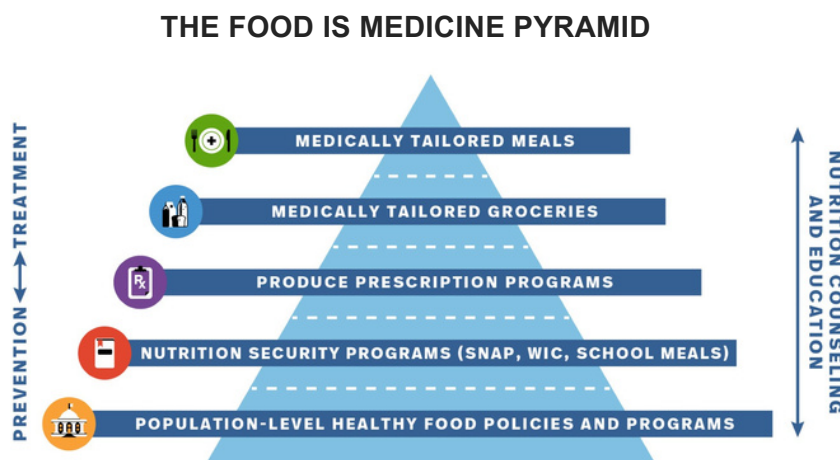 THE FOOD IS MEDICINE PYRAMID
MEDICALLY TAILORED MEALS
MEDICALLY TAILORED GROCERIES
Rx
PRODUCE PRESCRIPTION PROGRAMS
NUTRITION SECURITY PROGRAMS (SNAP, WIC, SCHOOL MEALS)
POPULATION-LEVEL HEALTHY FOOD POLICIES AND PROGRAMS
PREVENTION
TREATMENT
NUTRITION COUNSELING
AND EDUCATION